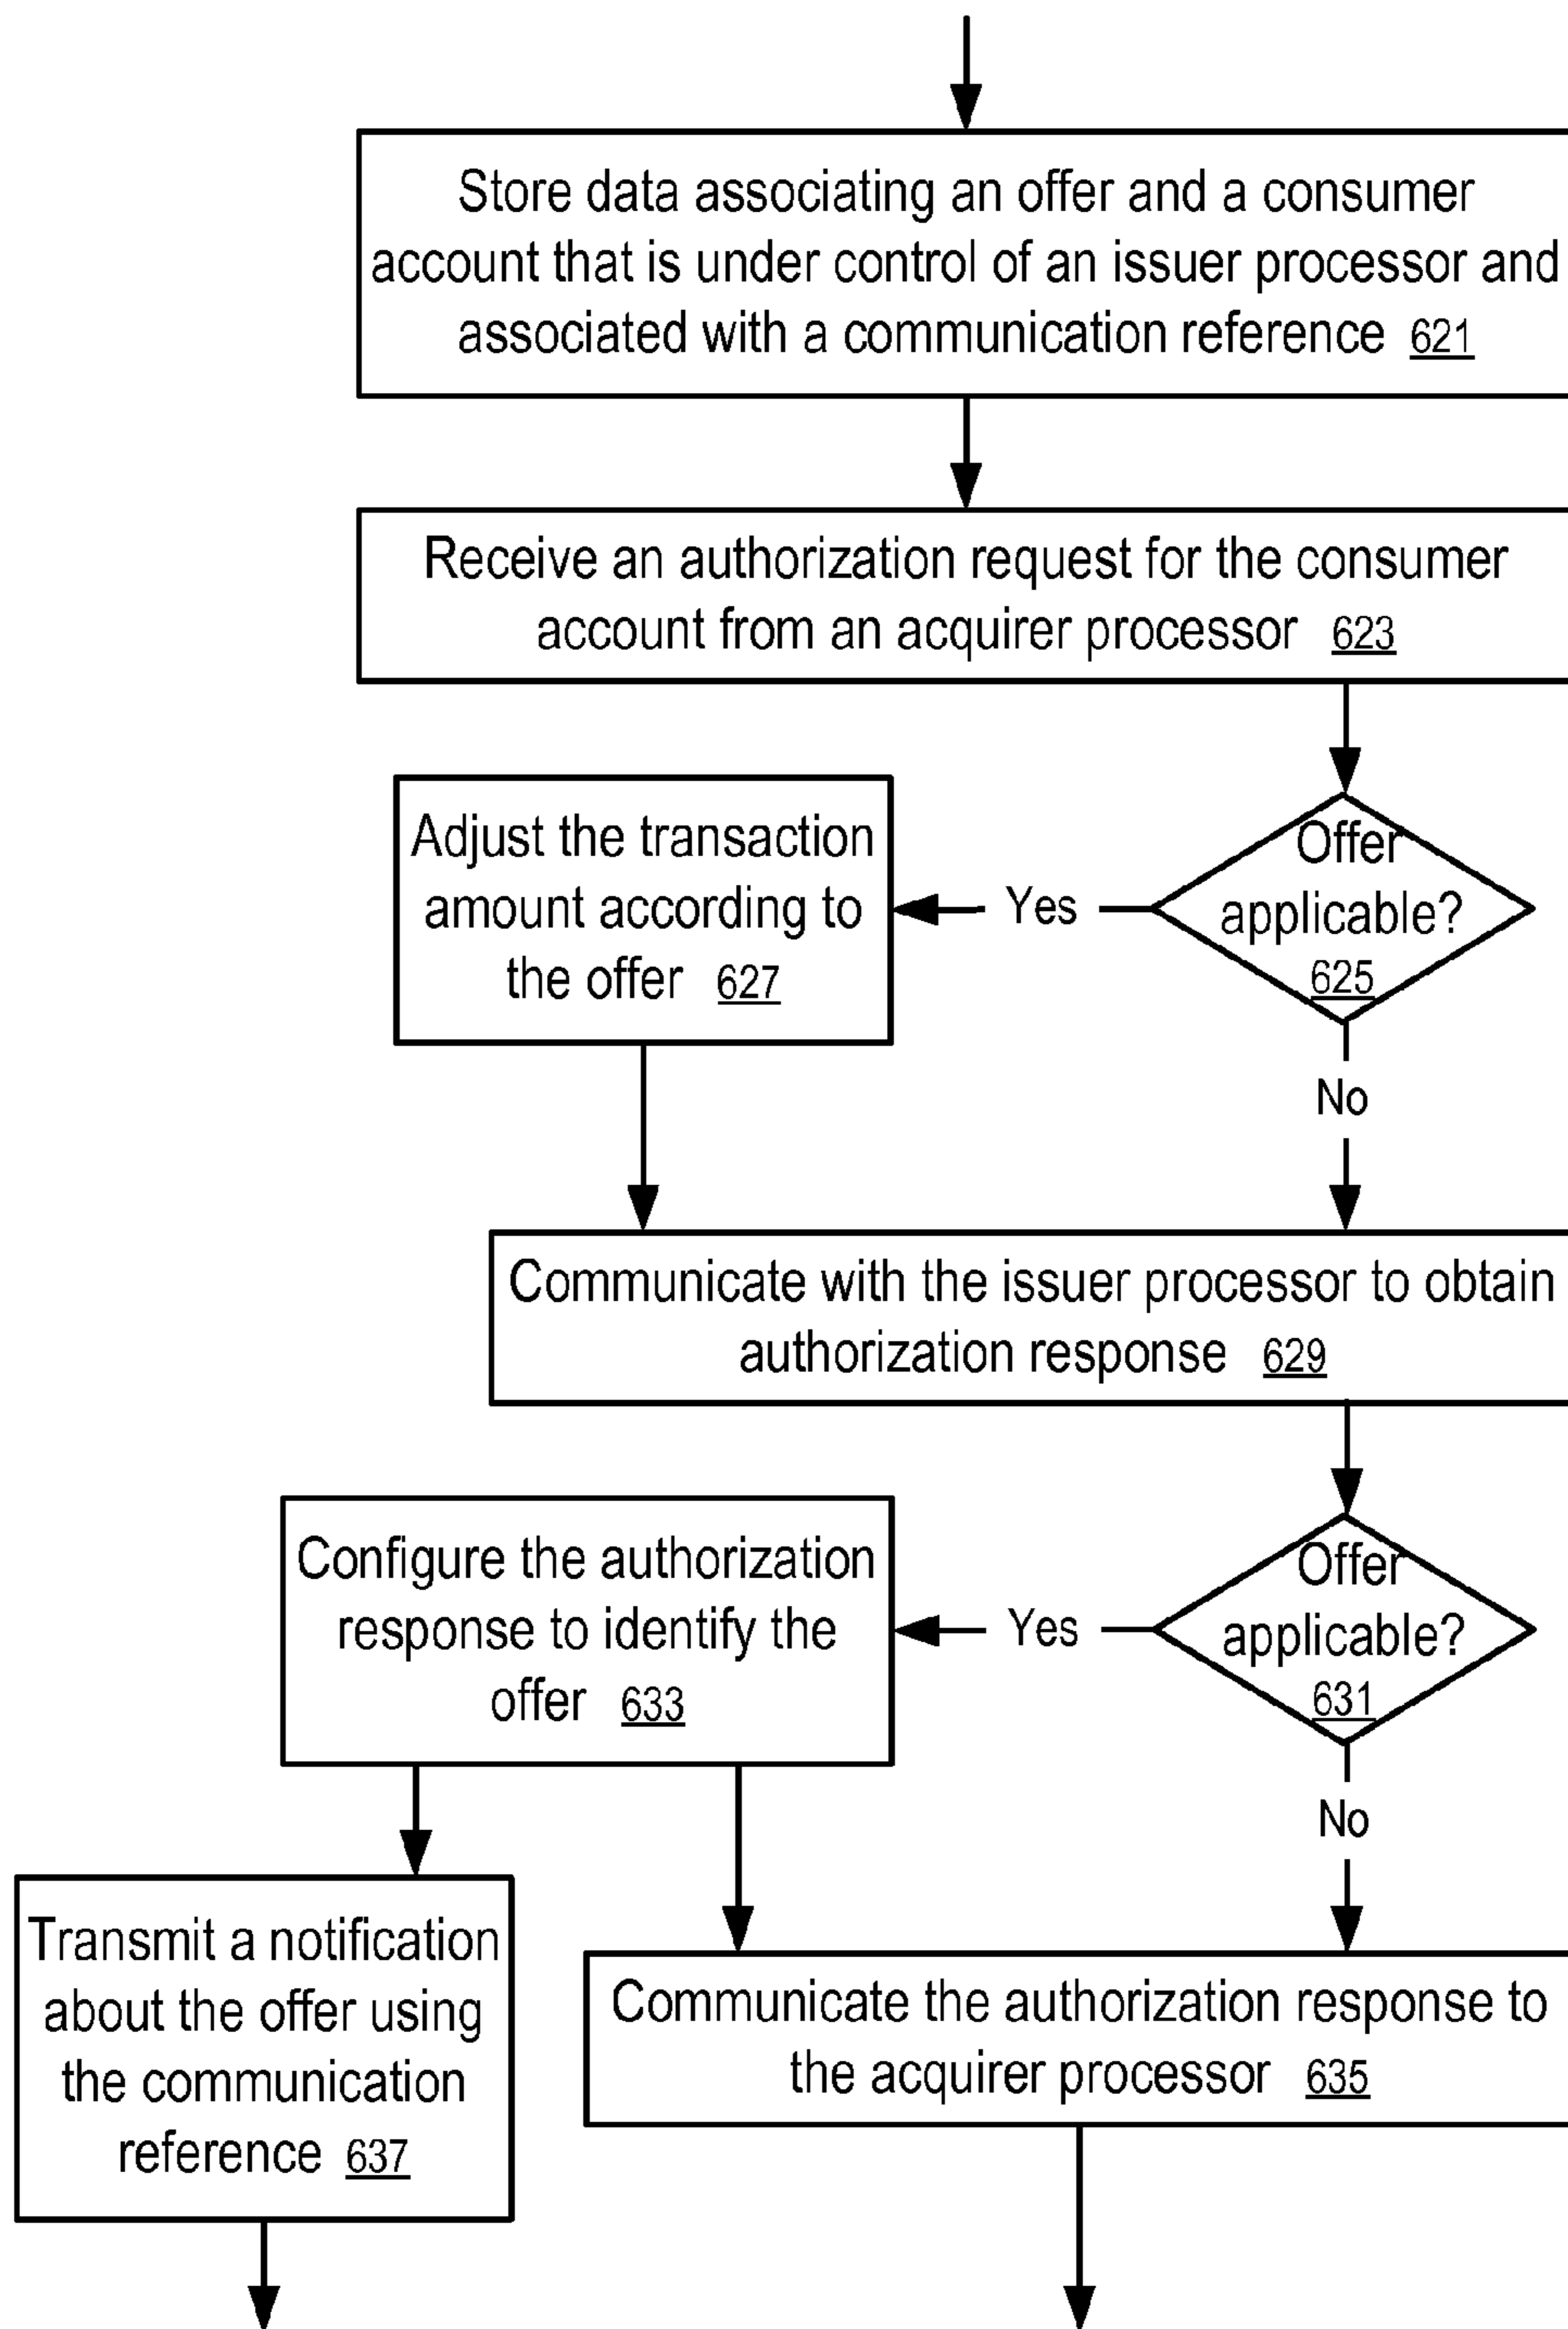 Store data associating an offer and a consumer
account that is under control of an issuer processor and
associated with a communication reference 621
Receive an authorization request for the consumer
account from an acquirer processor 623
Offer
applicable?
625
Yes
Adjust the transaction
amount according to
the offer 627
No
Communicate with the issuer processor to obtain
authorization response 629
Offer
applicable?
631
Yes
Configure the authorization
response to identify the
offer 633
No
Transmit a notification
about the offer using
the communication
reference 637
Communicate the authorization response to
the acquirer processor 635